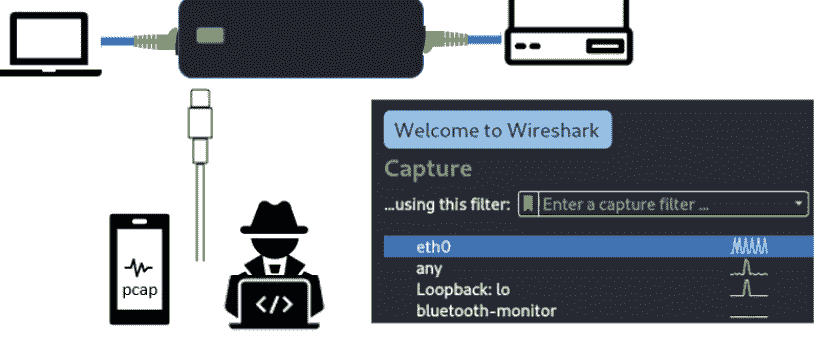 Welcome to Wireshark
Capture
...using this filter: Enter a capture filter ...
eth0
any
Loopback: lo
bluetooth-monitor
pcap
</>